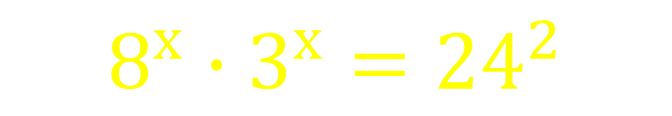 8ˣ · 3ˣ = 24²